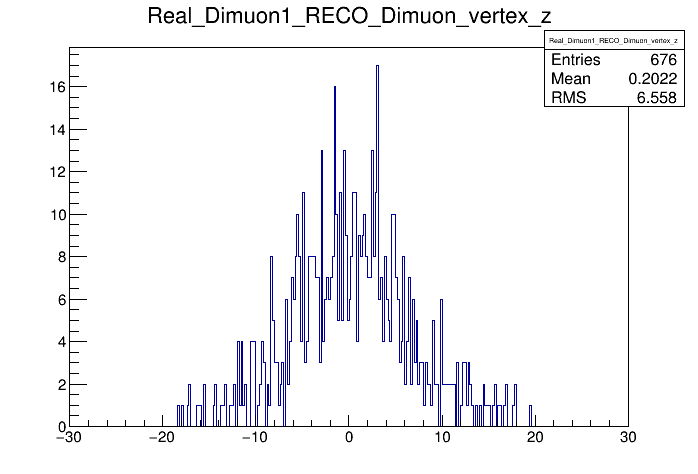 Real_Dimuon1_RECO_Dimuon_vertex_z
Real_Dimuon1_RECO_Dimuon_vertex_z
Entries 676
Mean 0.2022
RMS 6.558
16
14
12
10
8
6
4
2
0
−30 −20 −10 0 10 20 30